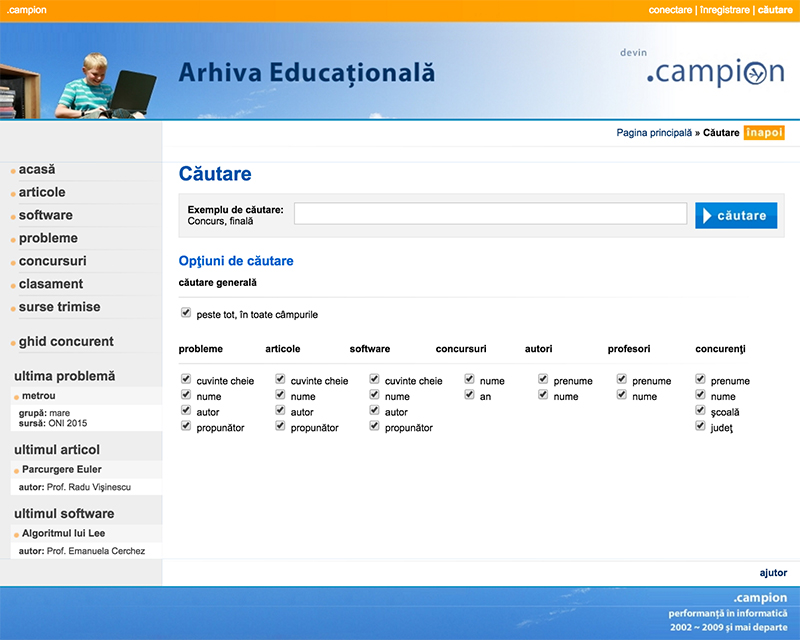 .campion
conectare | înregistrare | căutare
Arhiva Educațională
devin
.campion
Pagina principală » Căutare înapoi
acasă
articole
software
probleme
concursuri
clasament
surse trimise
ghid concurent
ultima problemă
metrou
grupă: mare
sursă: ONI 2015
ultimul articol
Parcurgere Euler
autor: Prof. Radu Vişinescu
ultimul software
Algoritmul lui Lee
autor: Prof. Emanuela Cerchez
Căutare
Exemplu de căutare:
Concurs, finală
căutare
Opţiuni de căutare
căutare generală
peste tot, în toate câmpurile
probleme articole software concursuri autori profesori concurenţi
cuvinte cheie cuvinte cheie cuvinte cheie nume prenume prenume prenume
nume nume nume an nume nume nume
autor autor autor şcoală
propunător propunător propunător judeţ
ajutor
.campion
performanță în informatică
2002 ~ 2009 și mai departe